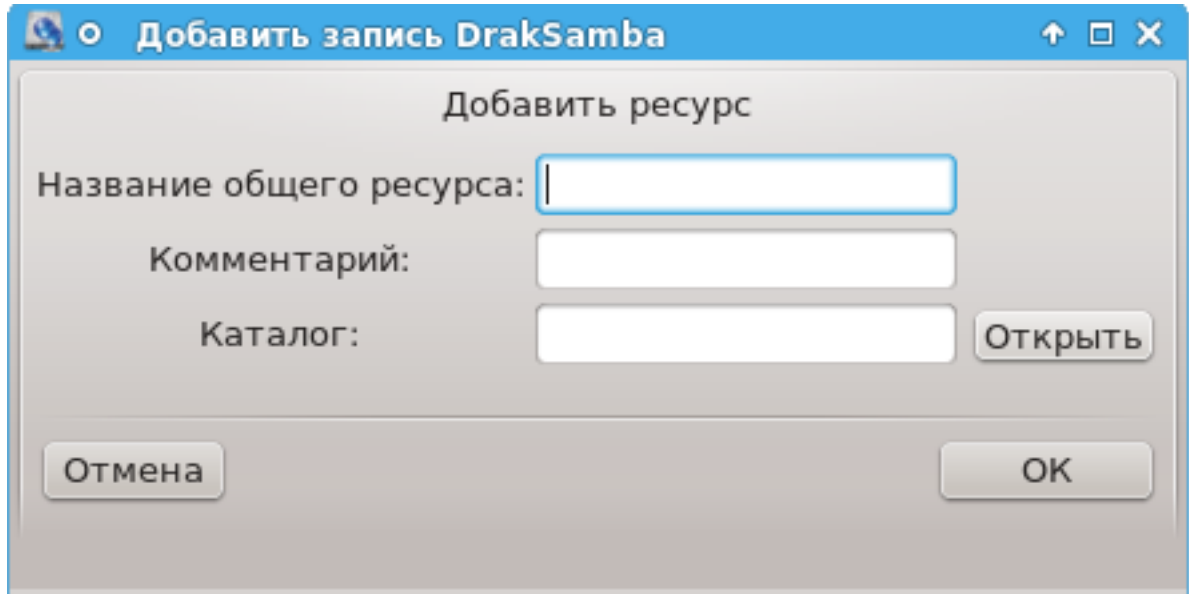 Добавить запись DrakSamba
Добавить ресурс
Название общего ресурса:
Комментарий:
Каталог:
Открыть
Отмена
OK